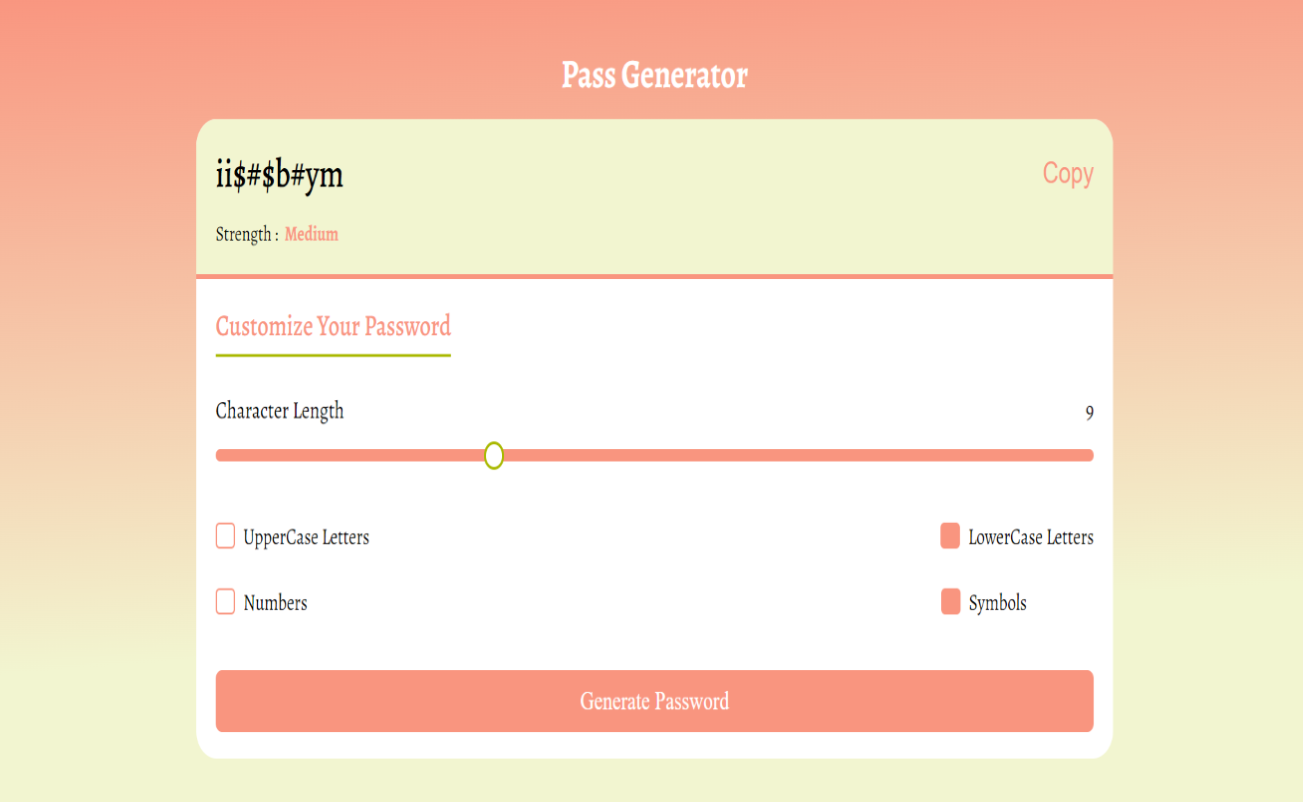 Pass Generator
ii$#$b#ym
Copy
Strength : Medium
Customize Your Password
Character Length
9
UpperCase Letters
LowerCase Letters
Numbers
Symbols
Generate Password